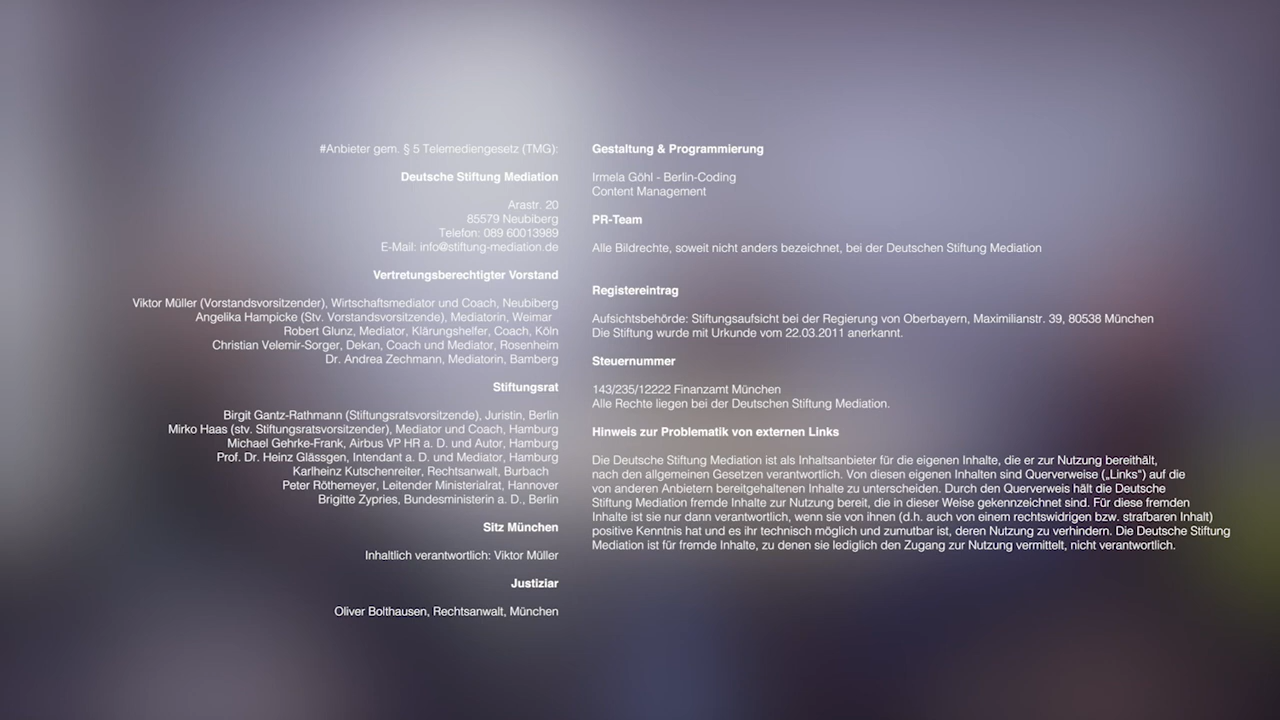 #Anbieter gem. § 5 Telemediengesetz (TMG):
Deutsche Stiftung Mediation
Arastr. 20
85579 Neubiberg
Telefon: 089 60013989
E-Mail: info@stiftung-mediation.de
Vertretungsberechtigter Vorstand
Viktor Müller (Vorstandsvorsitzender), Wirtschaftsmediator und Coach, Neubiberg
Angelika Hampicke (Stv. Vorstandsvorsitzende), Mediatorin, Weimar
Robert Glunz, Mediator, Klärungshelfer, Coach, Köln
Christian Velemir-Sorger, Dekan, Coach und Mediator, Rosenheim
Dr. Andrea Zechmann, Mediatorin, Bamberg
Stiftungsrat
Birgit Gantz-Rathmann (Stiftungsratsvorsitzende), Juristin, Berlin
Mirko Haas (stv. Stiftungsratsvorsitzender), Mediator und Coach, Hamburg
Michael Gehrke-Frank, Airbus VP HR a. D. und Autor, Hamburg
Prof. Dr. Heinz Glässgen, Intendant a. D. und Mediator, Hamburg
Karlheinz Kutschenreiter, Rechtsanwalt, Burbach
Peter Röthemeyer, Leitender Ministerialrat, Hannover
Brigitte Zypries, Bundesministerin a. D., Berlin
Sitz München
Inhaltlich verantwortlich: Viktor Müller
Justiziar
Oliver Bolthausen, Rechtsanwalt, München
Gestaltung & Programmierung
Irmela Göhl - Berlin-Coding
Content Management
PR-Team
Alle Bildrechte, soweit nicht anders bezeichnet, bei der Deutschen Stiftung Mediation
Registereintrag
Aufsichtsbehörde: Stiftungsaufsicht bei der Regierung von Oberbayern, Maximilianstr. 39, 80538 München
Die Stiftung wurde mit Urkunde vom 22.03.2011 anerkannt.
Steuernummer
143/235/12222 Finanzamt München
Alle Rechte liegen bei der Deutschen Stiftung Mediation.
Hinweis zur Problematik von externen Links
Die Deutsche Stiftung Mediation ist als Inhaltsanbieter für die eigenen Inhalte, die er zur Nutzung bereithält,
nach den allgemeinen Gesetzen verantwortlich. Von diesen eigenen Inhalten sind Querverweise („Links“) auf die
von anderen Anbietern bereitgehaltenen Inhalte zu unterscheiden. Durch den Querverweis hält die Deutsche
Stiftung Mediation fremde Inhalte zur Nutzung bereit, die in dieser Weise gekennzeichnet sind. Für diese fremden
Inhalte ist sie nur dann verantwortlich, wenn sie von ihnen (d.h. auch von einem rechtswidrigen bzw. strafbaren Inhalt)
positive Kenntnis hat und es ihr technisch möglich und zumutbar ist, deren Nutzung zu verhindern. Die Deutsche Stiftung
Mediation ist für fremde Inhalte, zu denen sie lediglich den Zugang zur Nutzung vermittelt, nicht verantwortlich.